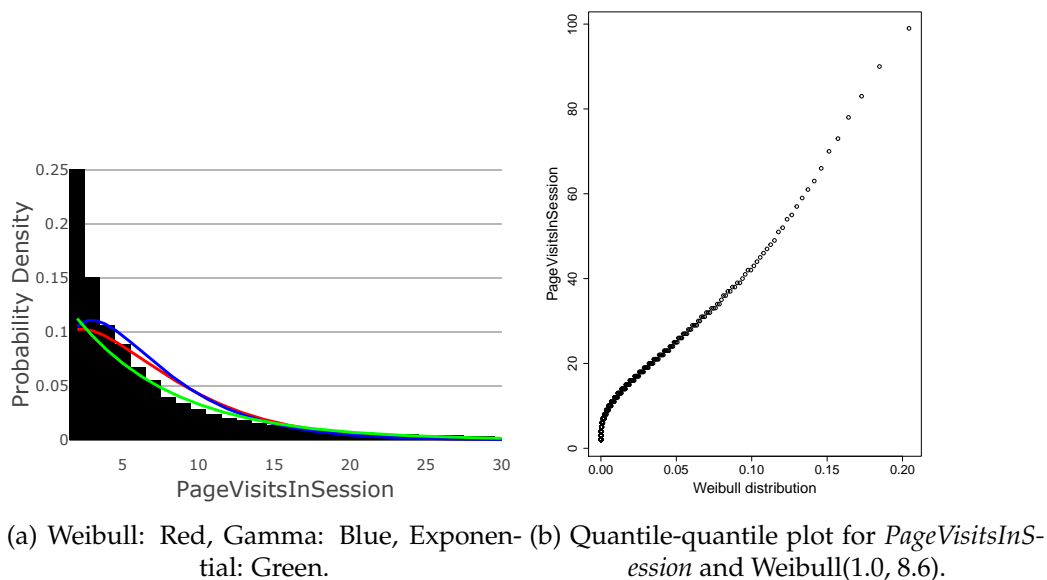 0.25
0.2
0.15
0.1
0.05
0
Probability Density
5 10 15 20 25 30
PageVisitsInSession
100
80
60
40
20
0
PageVisitsInSession
0.00 0.05 0.10 0.15 0.20
Weibull distribution
(a) Weibull: Red, Gamma: Blue, Exponen-
tial: Green.
(b) Quantile-quantile plot for PageVisitsInS-
ession and Weibull(1.0, 8.6).